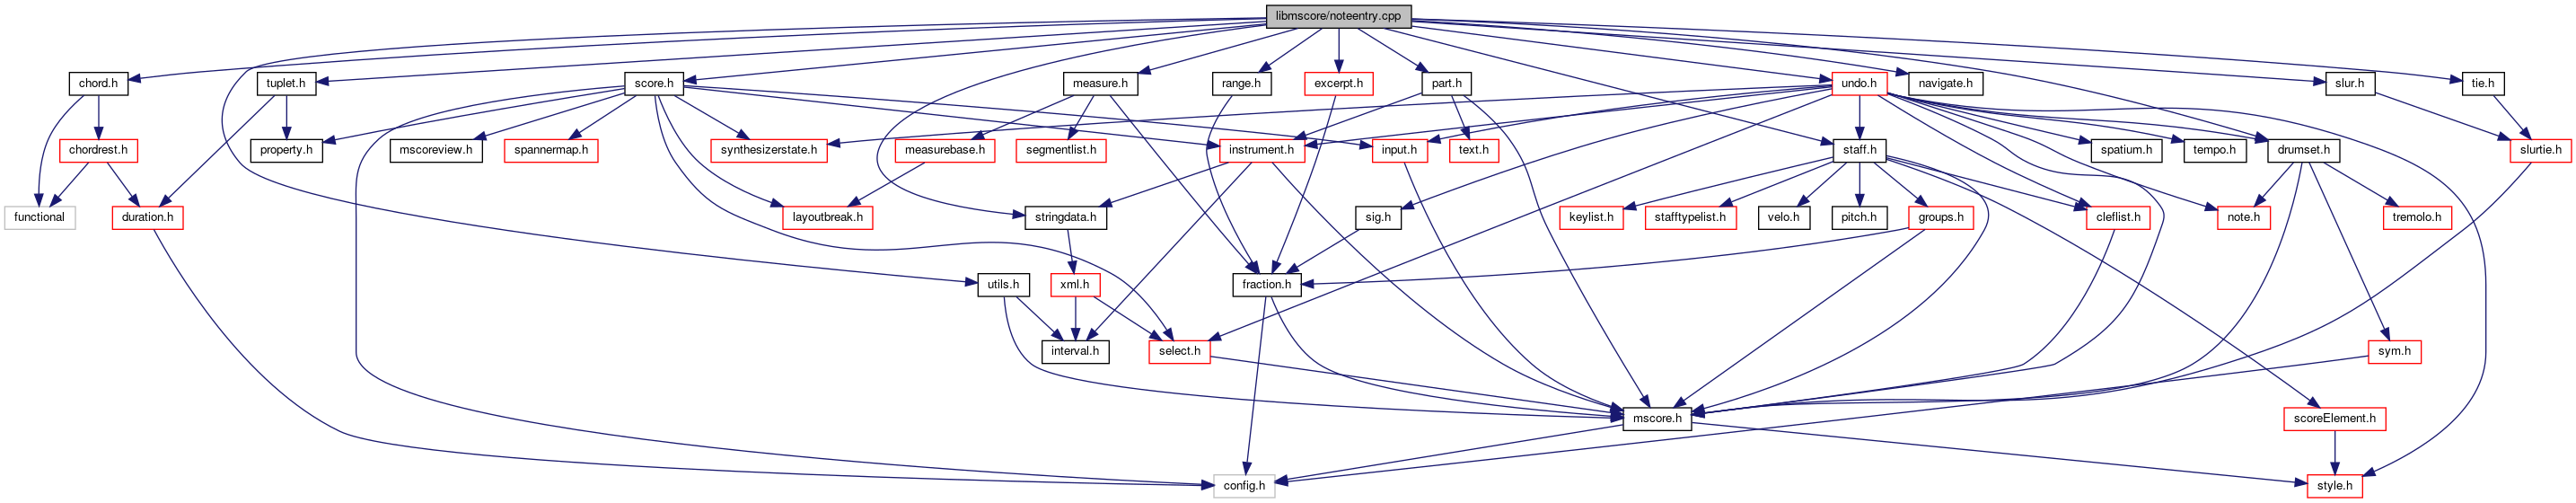 libmscore/noteentry.cpp
chord.h
tuplet.h
score.h
measure.h
range.h
excerpt.h
part.h
undo.h
navigate.h
slur.h
tie.h
chordrest.h
property.h
mscoreview.h
spannermap.h
synthesizerstate.h
measurebase.h
segmentlist.h
instrument.h
input.h
text.h
staff.h
spatium.h
tempo.h
drumset.h
slurtie.h
functional
duration.h
layoutbreak.h
stringdata.h
sig.h
keylist.h
stafftypelist.h
velo.h
pitch.h
groups.h
cleflist.h
note.h
tremolo.h
utils.h
xml.h
fraction.h
interval.h
select.h
sym.h
mscore.h
scoreElement.h
config.h
style.h